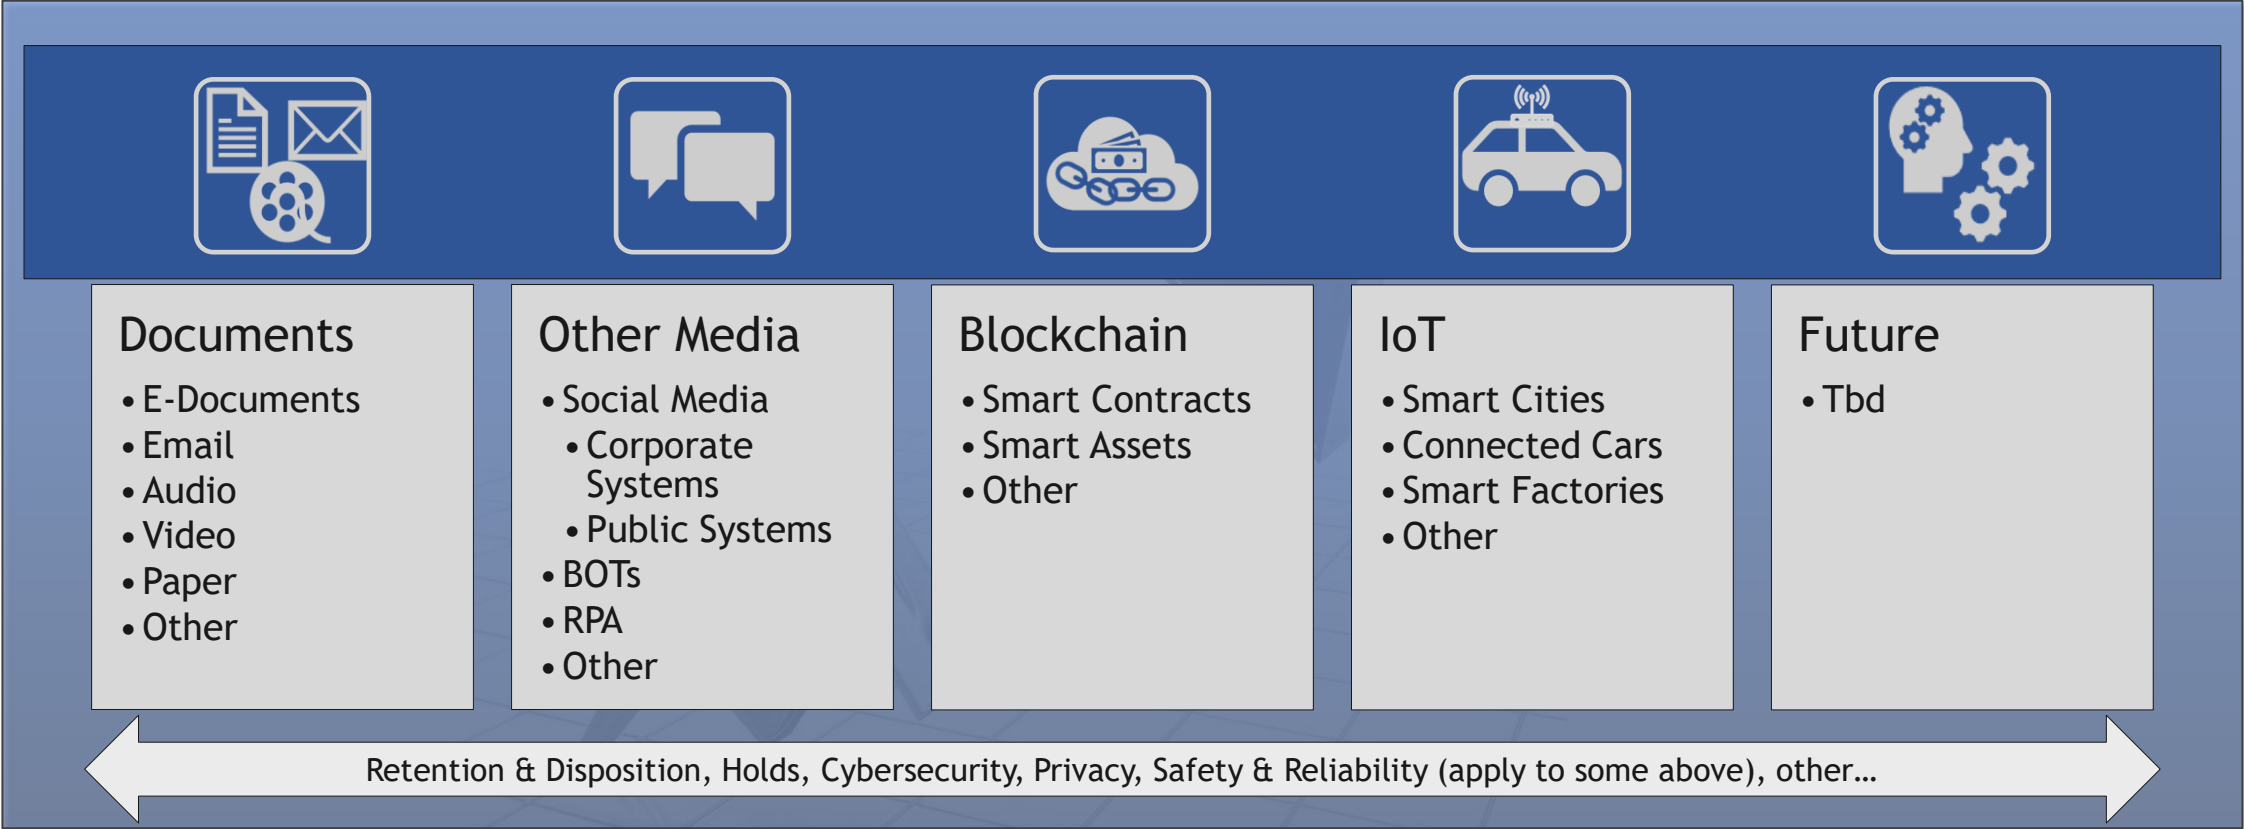 Documents
• E-Documents
• Email
• Audio
• Video
• Paper
• Other
Other Media
• Social Media
• Corporate
Systems
• Public Systems
• BOTs
• RPA
• Other
Blockchain
• Smart Contracts
• Smart Assets
• Other
IoT
• Smart Cities
• Connected Cars
• Smart Factories
• Other
Future
• Tbd
Retention & Disposition, Holds, Cybersecurity, Privacy, Safety & Reliability (apply to some above), other…